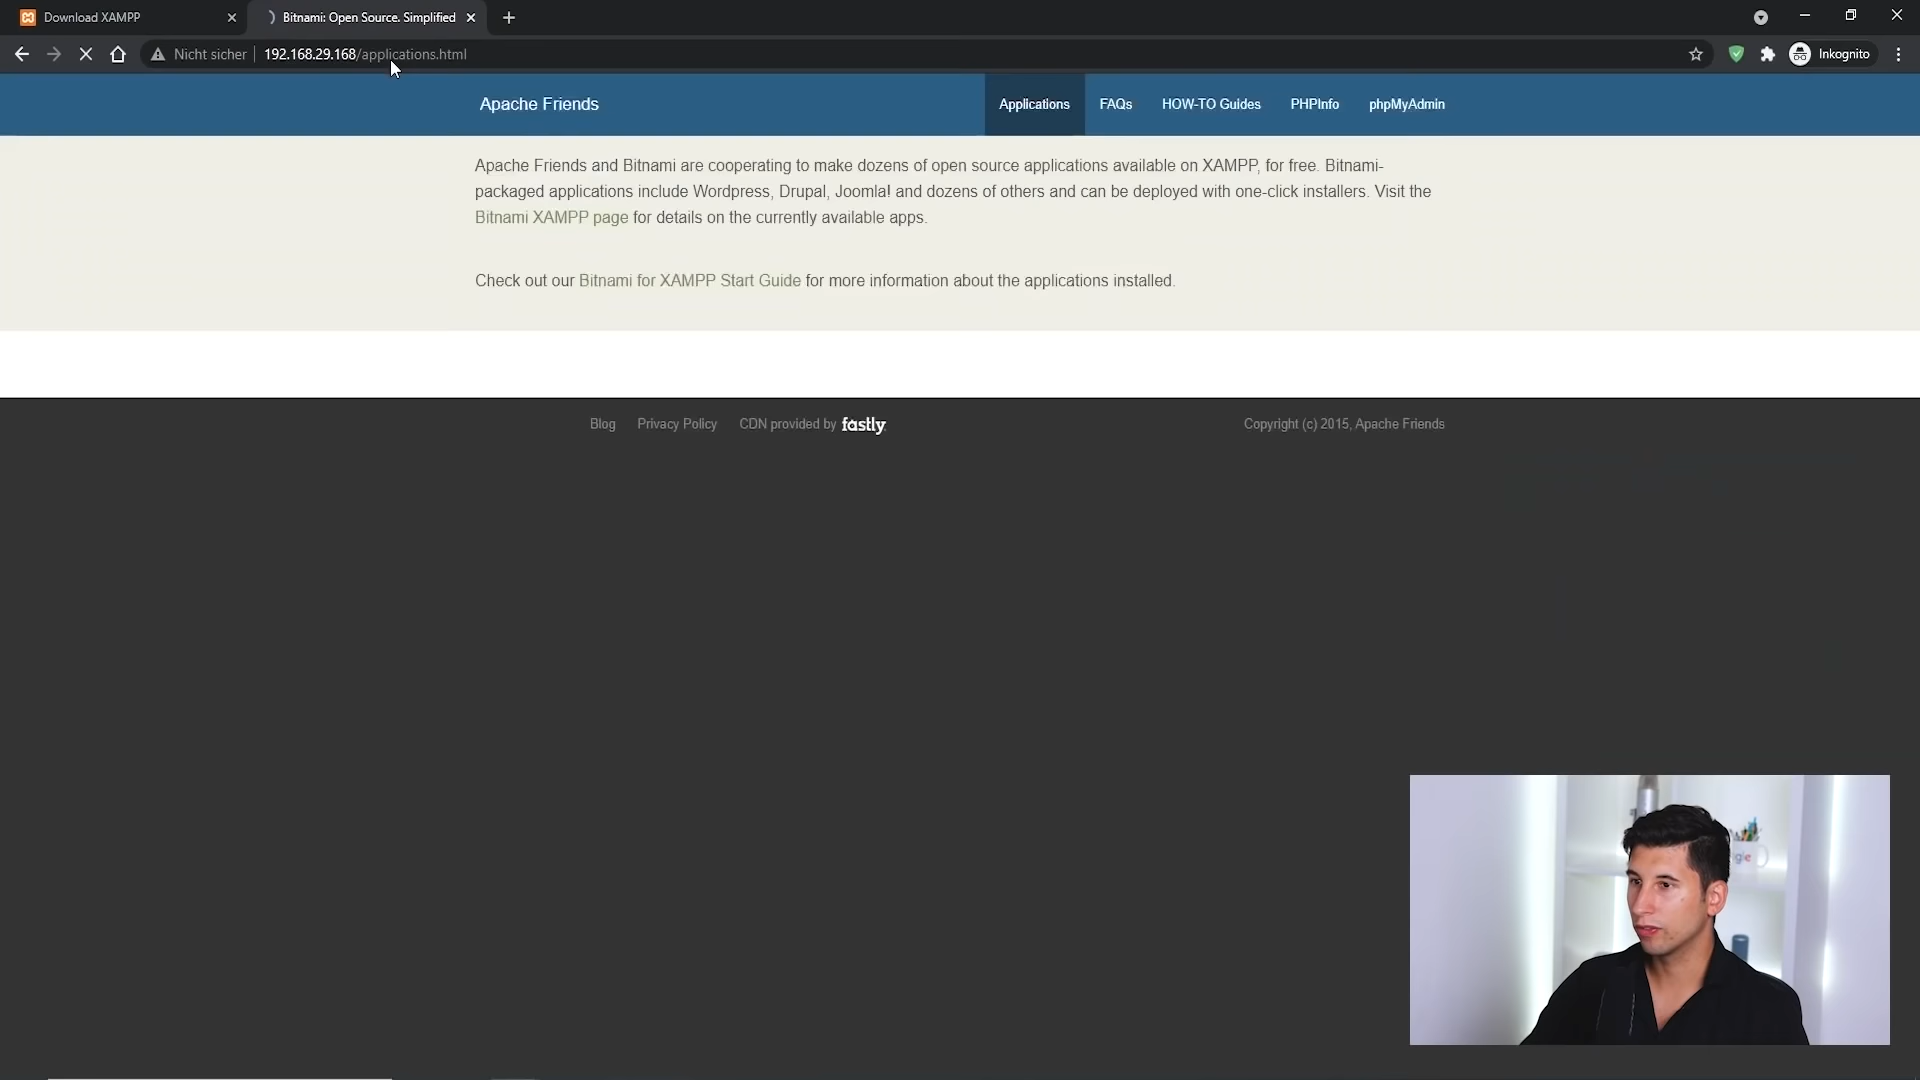 Download XAMPP
Bitnami: Open Source. Simplified
Nicht sicher
192.168.29.168/applications.html
Inkognito
Apache Friends
Applications
FAQs
HOW-TO Guides
PHPInfo
phpMyAdmin
Apache Friends and Bitnami are cooperating to make dozens of open source applications available on XAMPP, for free. Bitnami-
packaged applications include Wordpress, Drupal, Joomla! and dozens of others and can be deployed with one-click installers. Visit the
Bitnami XAMPP page for details on the currently available apps.
Check out our Bitnami for XAMPP Start Guide for more information about the applications installed.
Blog
Privacy Policy
CDN provided by fastly
Copyright (c) 2015, Apache Friends